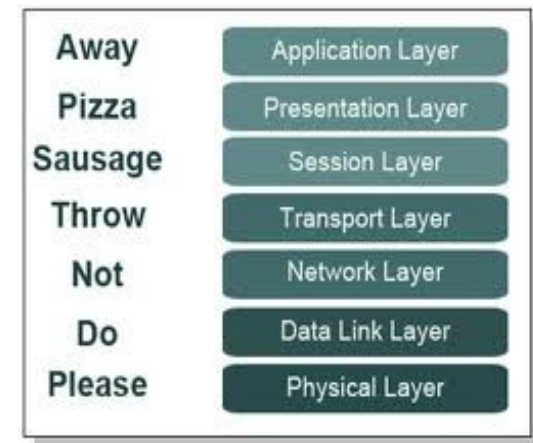 Away Application Layer
Pizza Presentation Layer
Sausage Session Layer
Throw Transport Layer
Not Network Layer
Do Data Link Layer
Please Physical Layer